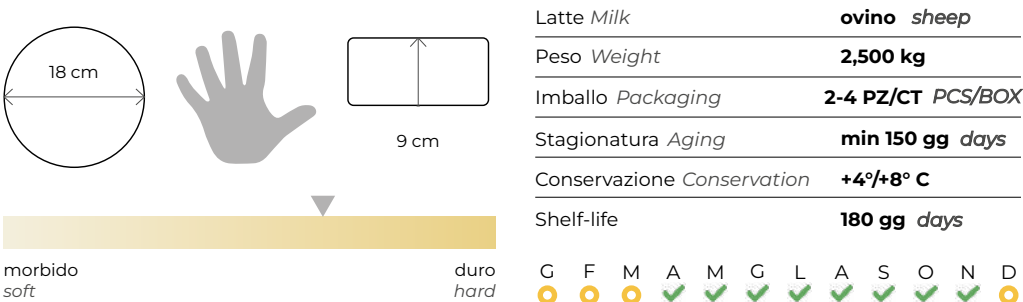 18 cm
9 cm
morbido duro
soft hard
Latte Milk ovino sheep
Peso Weight 2,500 kg
Imballo Packaging 2-4 PZ/CT PCS/BOX
Stagionatura Aging min 150 gg days
Conservazione Conservation +4°/+8° C
Shelf-life 180 gg days
G F M A M G L A S O N D